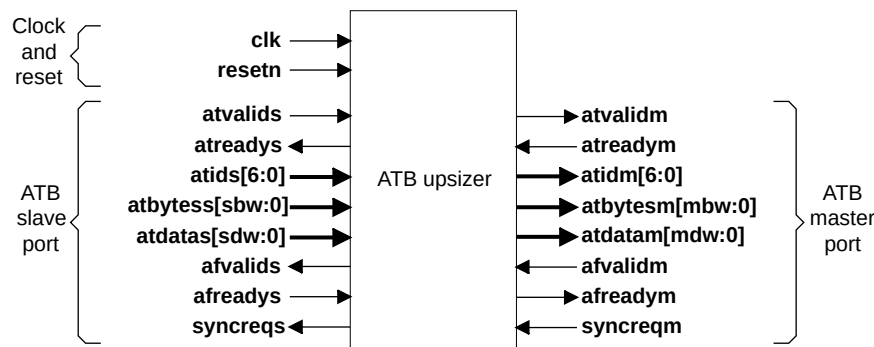 Clock
and
reset
clk
resetn
ATB
slave
port
atvalids
atreadys
atids[6:0]
atbytess[sbw:0]
atdatas[sdw:0]
afvalids
afreadys
syncreqs
ATB upsizer
atvalidm
atreadym
atidm[6:0]
atbytesm[mbw:0]
atdatam[mdw:0]
afvalidm
afreadym
syncreqm
ATB
master
port